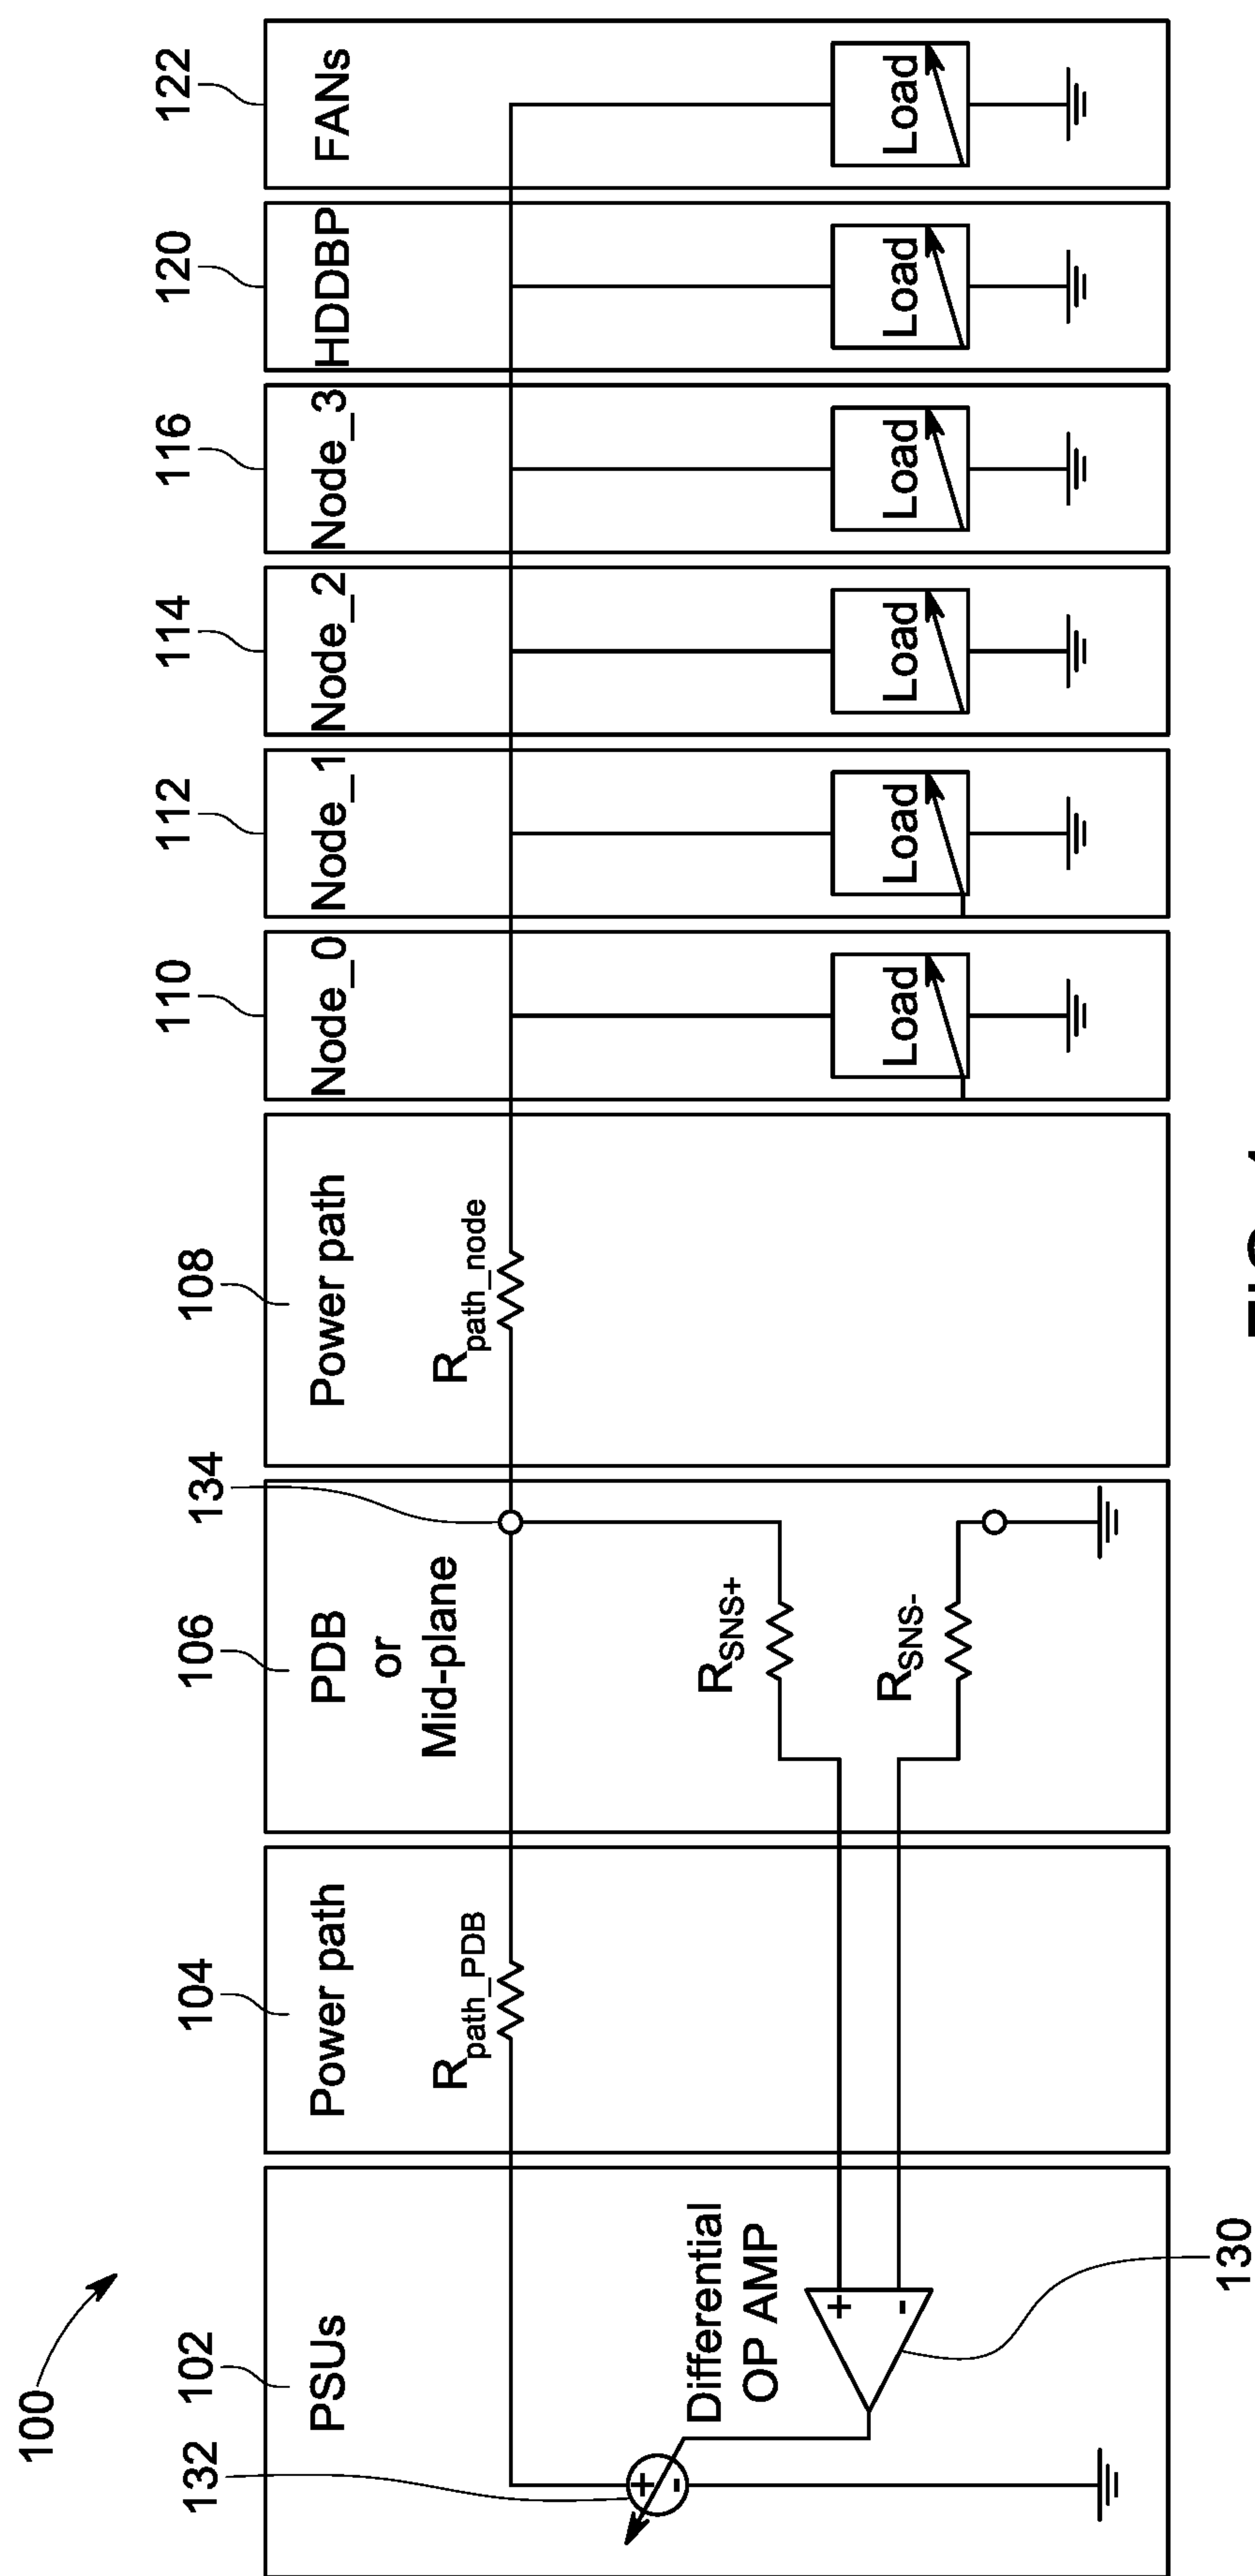 100
102
PSUs
132
+
-
Differential
OP AMP
+
-
130
104
Power path
Rpath_PDB
106
PDB
or
Mid-plane
134
RSNS+
RSNS-
108
Power path
Rpath_node
110
Node_0
Load
112
Node_1
Load
114
Node_2
Load
116
Node_3
Load
120
HDDBP
Load
122
FANs
Load